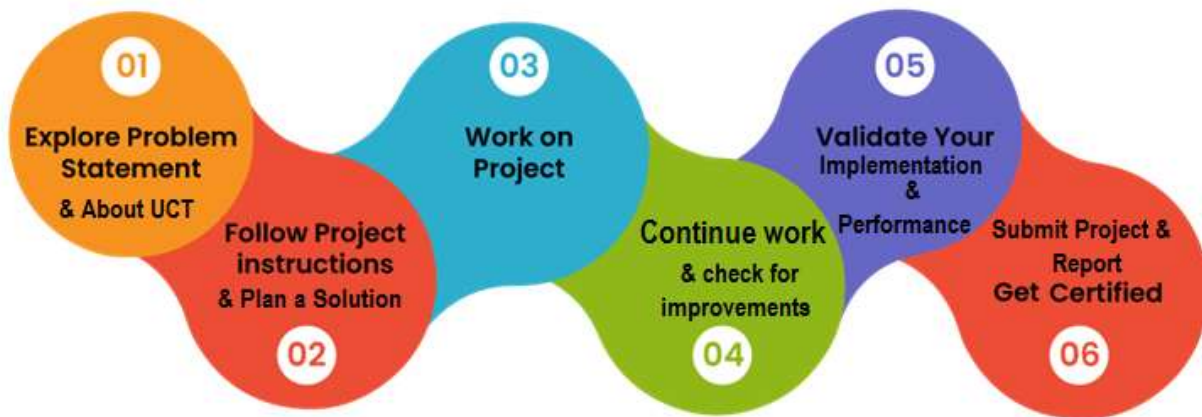 01
Explore Problem
Statement
& About UCT
Follow Project
instructions
& Plan a Solution
02
03
Work on
Project
Continue work
& check for
improvements
04
05
Validate Your
Implementation
&
Performance
Submit Project &
Report
Get Certified
06